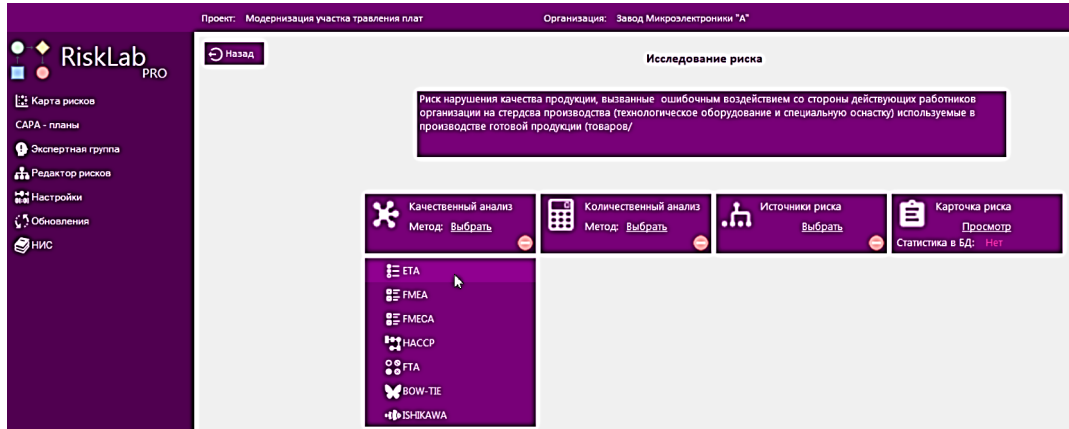 Проект: Модернизация участка травления плат Организация: Завод Микроэлектроники "А"
RiskLab
PRO
Карта рисков
САРА - планы
Экспертная группа
Редактор рисков
Настройки
Обновления
НИС
Назад
Исследование риска
Риск нарушения качества продукции, вызванные ошибочным воздействием со стороны действующих работников
организации на стердсва производства (технологическое оборудование и специальную оснастку) используемые в
производстве готовой продукции (товаров/
Качественный анализ
Метод: Выбрать
Количественный анализ
Метод: Выбрать
Источники риска
Выбрать
Карточка риска
Просмотр
Статистика в БД: Нет
ETA
FMEA
FMECA
HACCP
FTA
BOW-TIE
ISHIKAWA